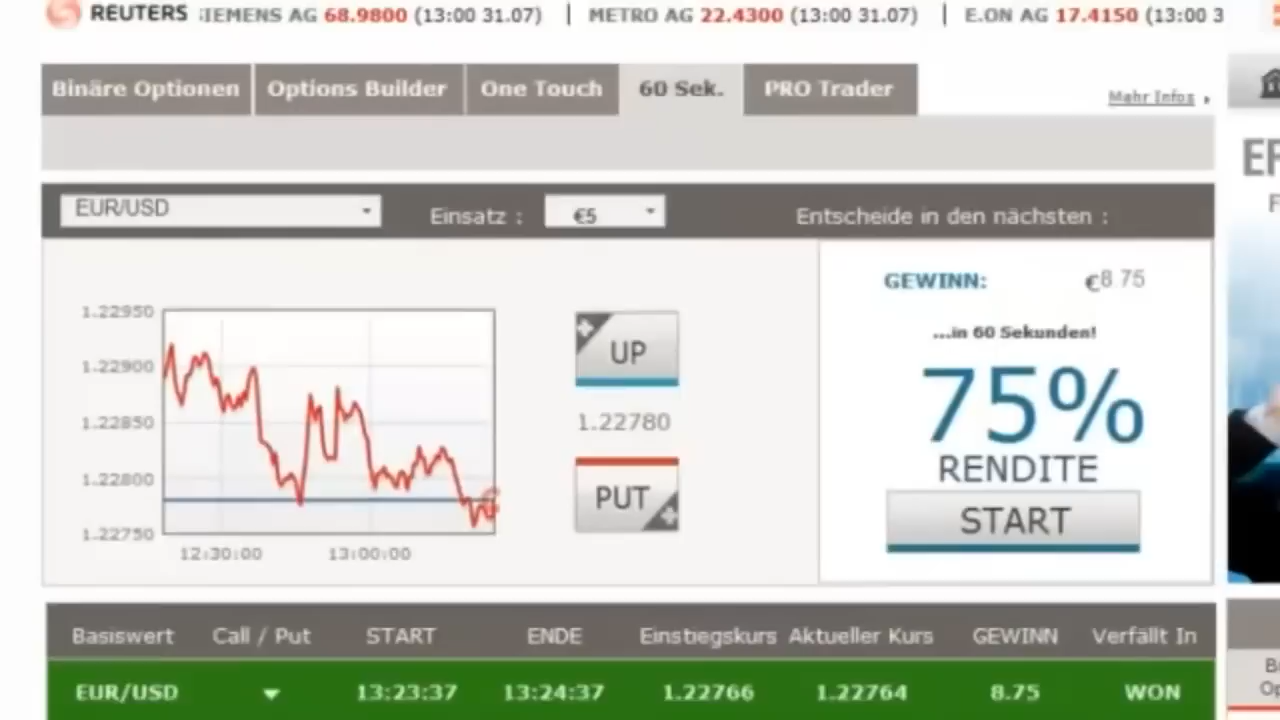 REUTERS IEMENS AG 68.9800 (13:00 31.07) | METRO AG 22.4300 (13:00 31.07) | E.ON AG 17.4150 (13:00 3
Binäre Optionen Options Builder One Touch 60 Sek. PRO Trader
Mehr Infos
EUR/USD Einsatz : €5 Entscheide in den nächsten :
GEWINN: €8.75
...in 60 Sekunden!
75%
RENDITE
START
1.22950
1.22900
1.22850
1.22800
1.22750
12:30:00 13:00:00
UP
1.22780
PUT
Basiswert Call / Put START ENDE Einstiegskurs Aktueller Kurs GEWINN Verfällt In
EUR/USD 13:23:37 13:24:37 1.22766 1.22764 8.75 WON